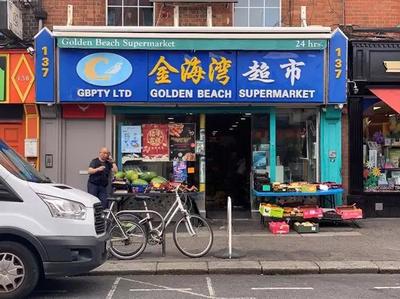 Golden Beach Supermarket 24 hrs.
137
金海湾 超市
137
GBPTY LTD
GOLDEN BEACH SUPERMARKET